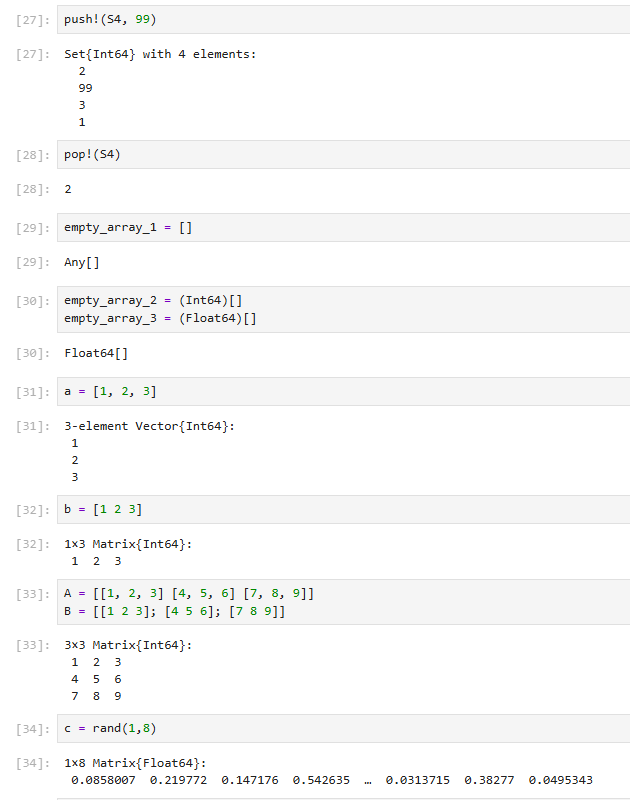 [27]: push!(S4, 99)
[27]: Set{Int64} with 4 elements:
2
99
3
1
[28]: pop!(S4)
[28]: 2
[29]: empty_array_1 = []
[29]: Any[]
[30]: empty_array_2 = (Int64)[]
empty_array_3 = (Float64)[]
[30]: Float64[]
[31]: a = [1, 2, 3]
[31]: 3-element Vector{Int64}:
1
2
3
[32]: b = [1 2 3]
[32]: 1×3 Matrix{Int64}:
1 2 3
[33]: A = [[1, 2, 3] [4, 5, 6] [7, 8, 9]]
B = [[1 2 3]; [4 5 6]; [7 8 9]]
[33]: 3×3 Matrix{Int64}:
1 2 3
4 5 6
7 8 9
[34]: c = rand(1,8)
[34]: 1×8 Matrix{Float64}:
0.0858007 0.219772 0.147176 0.542635 … 0.0313715 0.38277 0.0495343